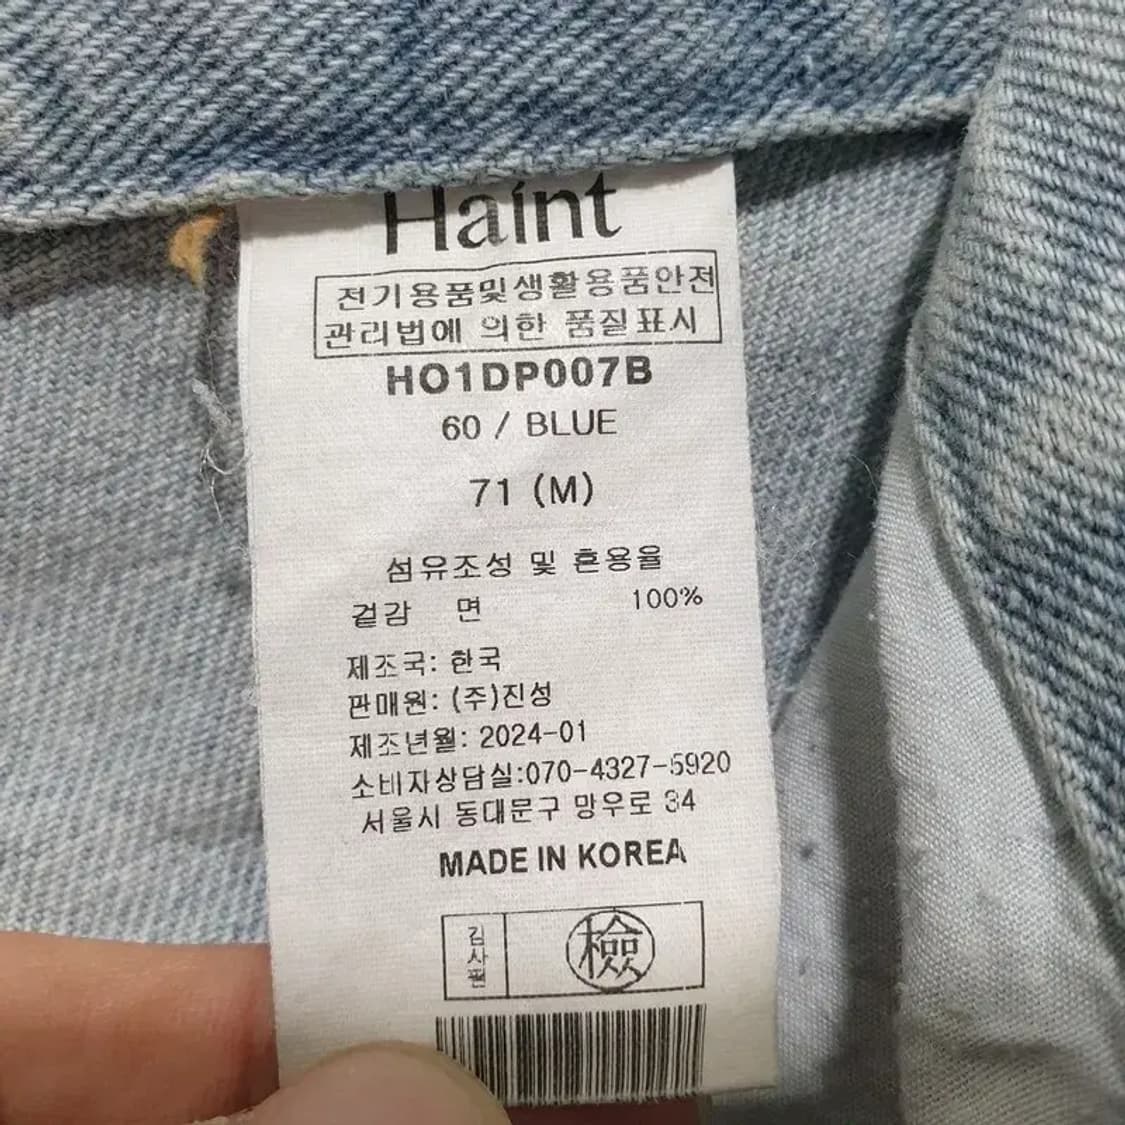 Haint
전기용품및생활용품안전
관리법에 의한 품질표시
HO1DP007B
60 / BLUE
71 (M)
섬유조성 및 혼용율
겉감 면 100%
제조국: 한국
판매원: (주)진성
제조년월: 2024-01
소비자상담실:070-4327-5920
서울시 동대문구 망우로 34
MADE IN KOREA
檢